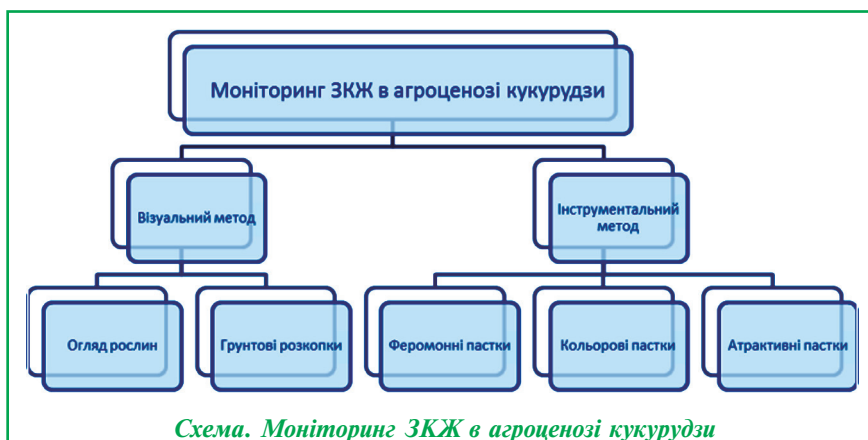 Моніторинг ЗКЖ в агроценозі кукурудзи
Візуальний метод
Інструментальний
метод
Огляд рослин
Грунтові розкопки
Феромонні пастки
Кольорові пастки
Атрактивні пастки
Схема. Моніторинг ЗКЖ в агроценозі кукурудзи